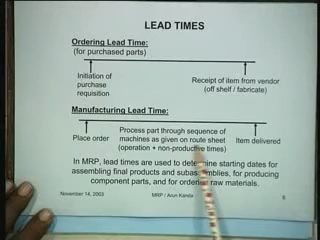 LEAD TIMES
Ordering Lead Time:
(for purchased parts)
Initiation of
purchase
requisition
Receipt of item from vendor
(off shelf / fabricate)
Manufacturing Lead Time:
Place order
Process part through sequence of
machines as given on route sheet
(operation + non-productive times)
Item delivered
In MRP, lead times are used to determine starting dates for
assembling final products and subassemblies, for producing
component parts, and for ordering raw materials.
November 14, 2003
MRP / Arun Kanda
6